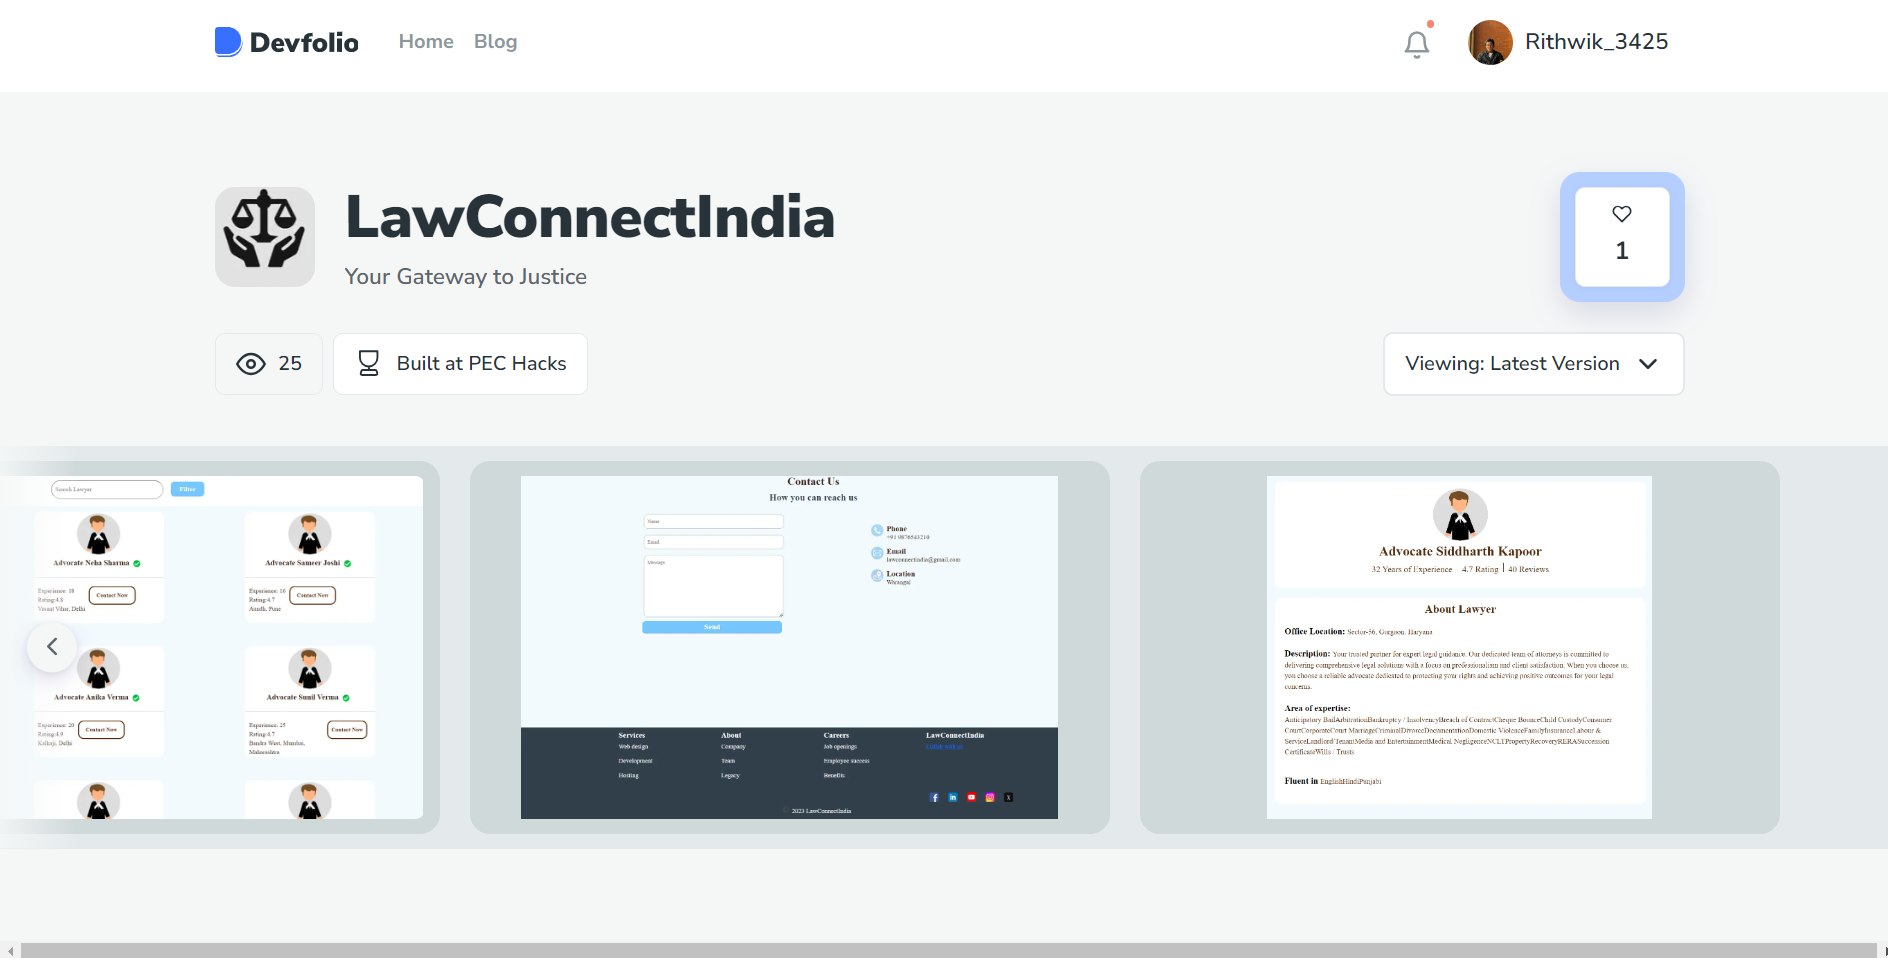 Devfolio
Home
Blog
Rithwik_3425
LawConnectIndia
Your Gateway to Justice
1
25
Built at PEC Hacks
Viewing: Latest Version
Search Lawyer
Filter
Advocate Neha Sharma
Experience: 18
Rating:4.8
Vasant Vihar, Delhi
Contact Now
Advocate Sameer Joshi
Experience: 16
Rating:4.7
Aundh, Pune
Contact Now
Advocate Anika Verma
Experience: 20
Rating:4.9
Kalkaji, Delhi
Contact Now
Advocate Sunil Verma
Experience: 25
Rating:4.7
Bandra West, Mumbai,
Maharashtra
Contact Now
Contact Us
How you can reach us
Name
Email
Message
Send
Phone
+91 9876543210
Email
lawconnectindia@gmail.com
Location
Warangal
Services
Web design
Development
Hosting
About
Company
Team
Legacy
Careers
Job openings
Employee success
Benefits
LawConnectIndia
2023 LawConnectIndia
Advocate Siddharth Kapoor
32 Years of Experience
4.7 Rating
40 Reviews
About Lawyer
Office Location: Sector-56, Gurgaon, Haryana
Description: Your trusted partner for expert legal guidance. Our dedicated team of attorneys is committed to
delivering comprehensive legal solutions with a focus on professionalism and client satisfaction. When you choose us,
you choose a reliable advocate dedicated to protecting your rights and achieving positive outcomes for your legal
concerns.
Area of expertise:
Anticipatory BailArbitrationBankruptcy / InsolvencyBreach of ContractCheque BounceChild CustodyConsumer
CourtCorporateCourt MarriageCriminalDivorceDocumentationDomestic ViolenceFamilyInsuranceLabour &
ServiceLandlord/TenantMedia and EntertainmentMedical NegligenceNCLTPropertyRecoveryRERASuccession
CertificateWills / Trusts
Fluent in EnglishHindiPunjabi